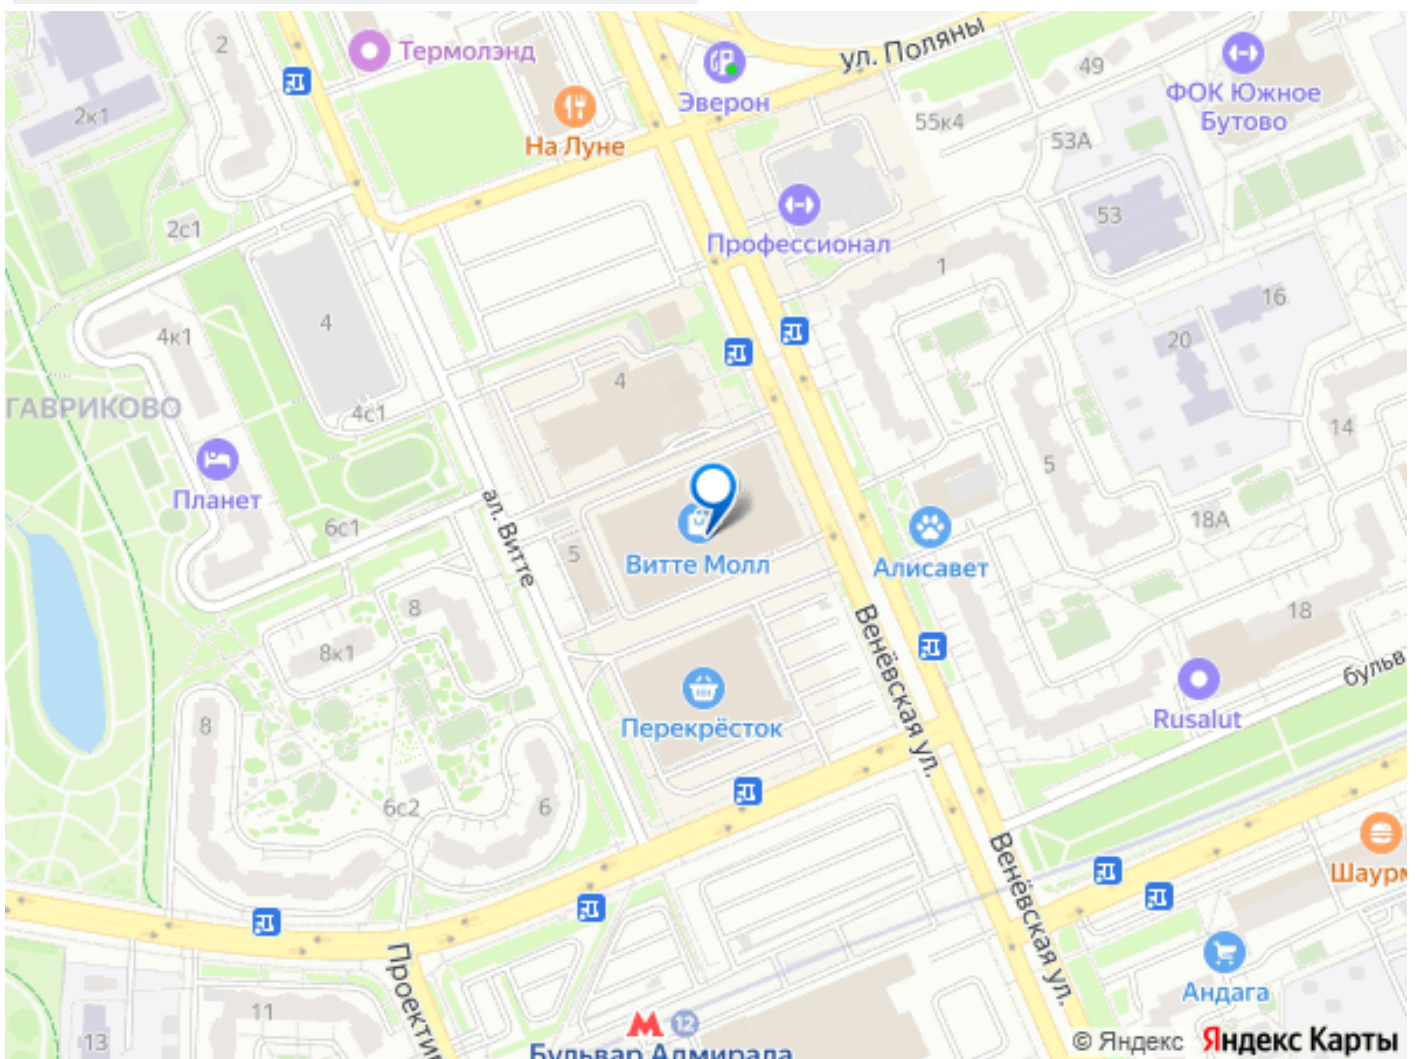 Термолэнд
ул. Поляны
2
Эверон
49
ФОК Южное
Бутово
2к1
На Луне
55к4
53А
2с1
Профессионал
53
1
16
4
4к1
20
4
ГАВРИКОВО
4с1
14
5
Планет
ал. Витте
18А
6с1
5
Витте Молл
Алисавет
8
18
8к1
Венёвская ул.
бульв
Перекрёсток
Rusalut
8
6с2
6
Венёвская ул.
Шаурм
Проекти
Андага
11
12
13
Бульвар Адмирала
© Яндекс Яндекс Карты